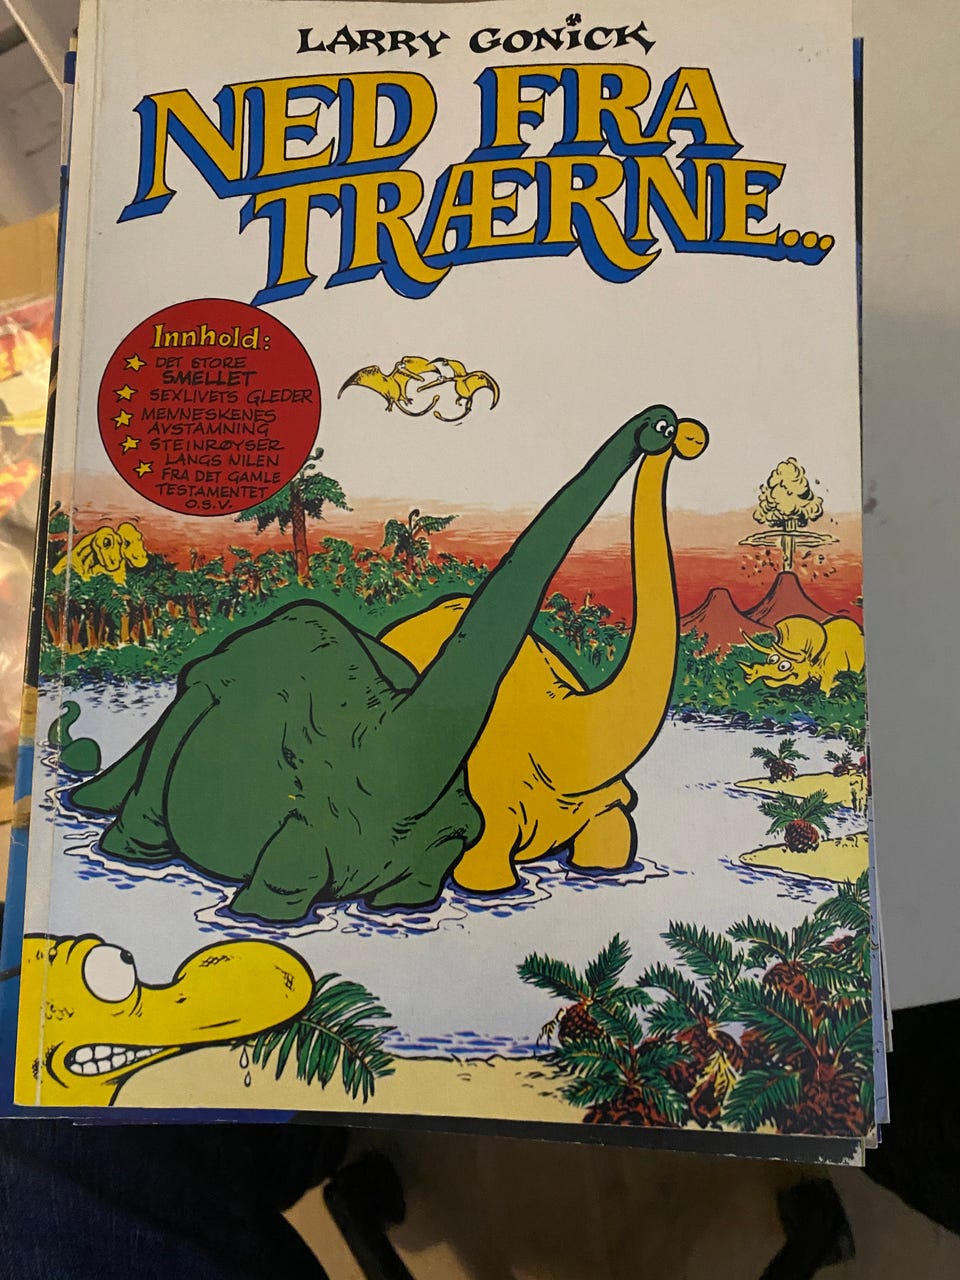 LARRY GONICK
NED FRA
TRÆRNE...
Innhold:
DET STORE
SMELLET
SEXLIVETS GLEDER
MENNESKENES
AVSTAMNING
STEINRØYSER
LANGS NILEN
FRA DET GAMLE
TESTAMENTET
O.S.V.